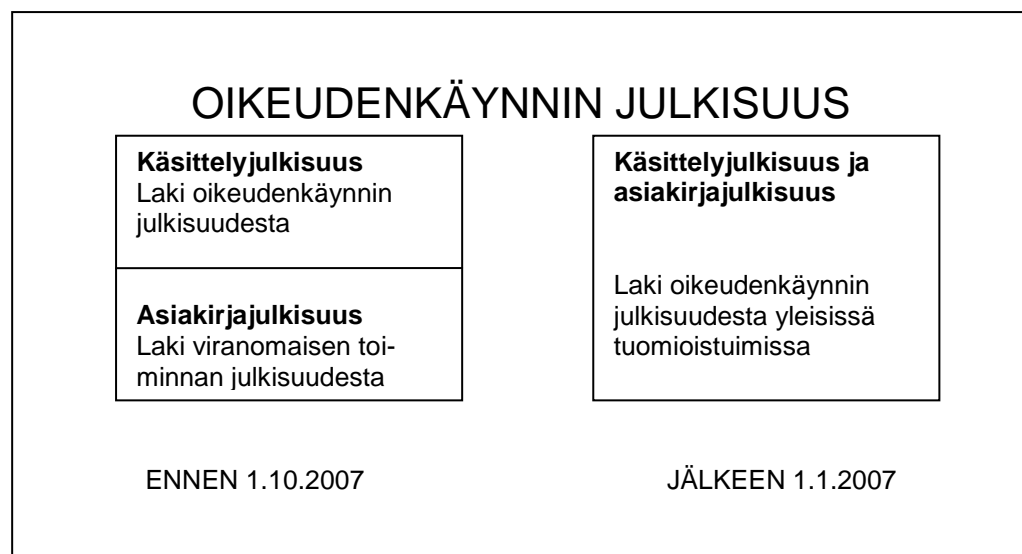 OIKEUDENKÄYNNIN JULKISUUS
Käsittelyjulkisuus
Laki oikeudenkäynnin
julkisuudesta
Asiakirjajulkisuus
Laki viranomaisen toi-
minnan julkisuudesta
ENNEN 1.10.2007
Käsittelyjulkisuus ja
asiakirjajulkisuus
Laki oikeudenkäynnin
julkisuudesta yleisissä
tuomioistuimissa
JÄLKEEN 1.1.2007